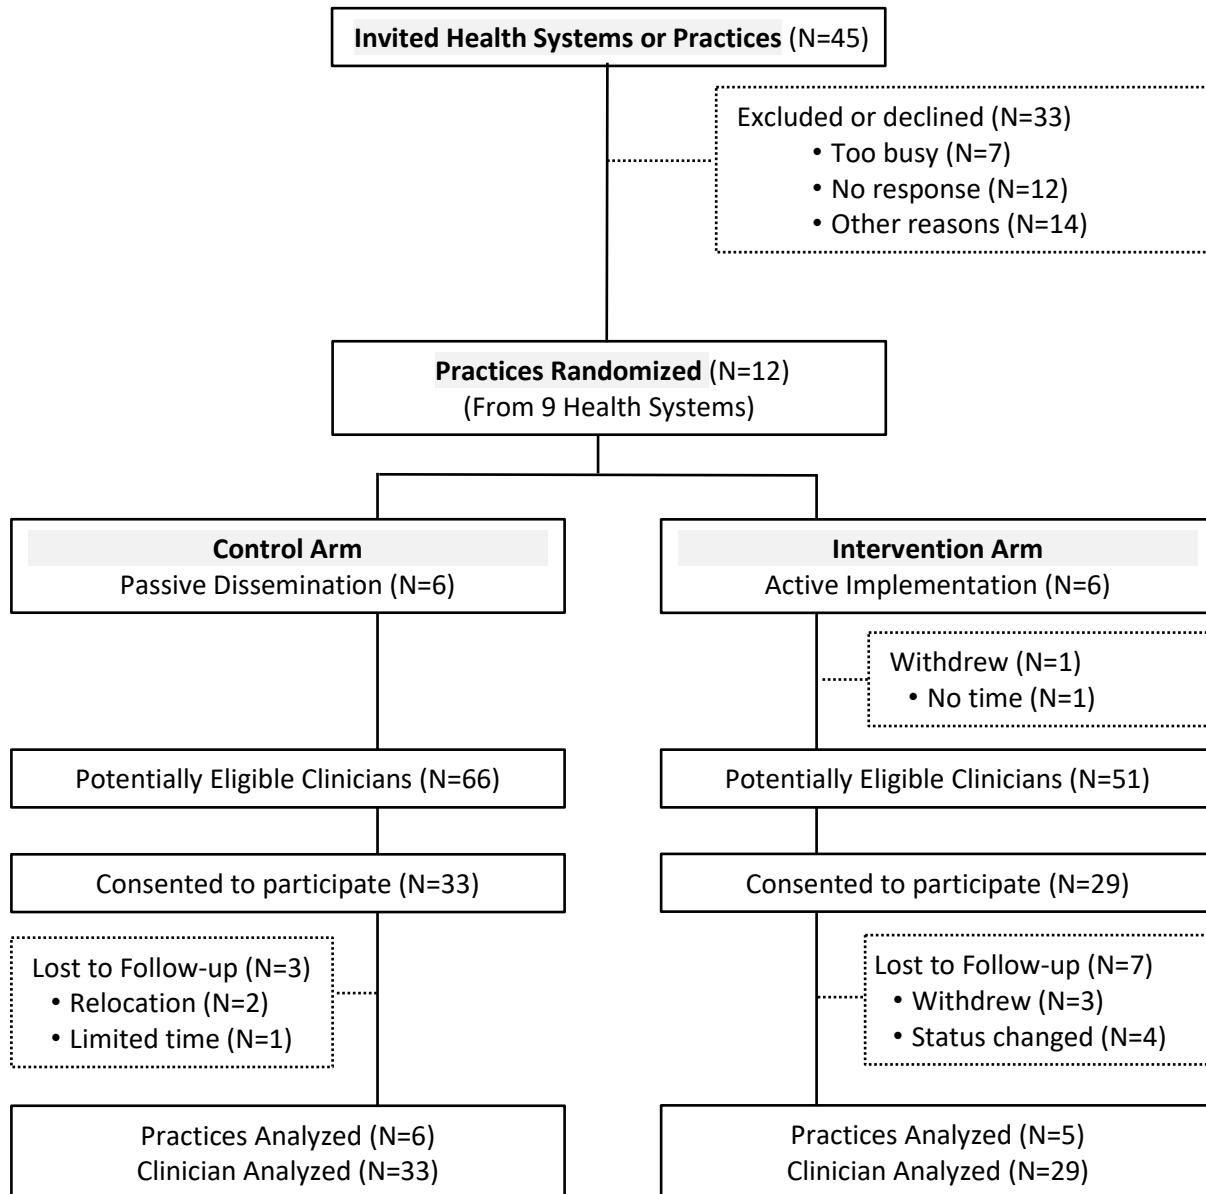 Invited Health Systems or Practices (N=45)
Excluded or declined (N=33)
• Too busy (N=7)
• No response (N=12)
• Other reasons (N=14)
Practices Randomized (N=12)
(From 9 Health Systems)
Control Arm
Passive Dissemination (N=6)
Intervention Arm
Active Implementation (N=6)
Withdrew (N=1)
• No time (N=1)
Potentially Eligible Clinicians (N=66)
Potentially Eligible Clinicians (N=51)
Consented to participate (N=33)
Consented to participate (N=29)
Lost to Follow-up (N=3)
• Relocation (N=2)
• Limited time (N=1)
Lost to Follow-up (N=7)
• Withdrew (N=3)
• Status changed (N=4)
Practices Analyzed (N=6)
Clinician Analyzed (N=33)
Practices Analyzed (N=5)
Clinician Analyzed (N=29)